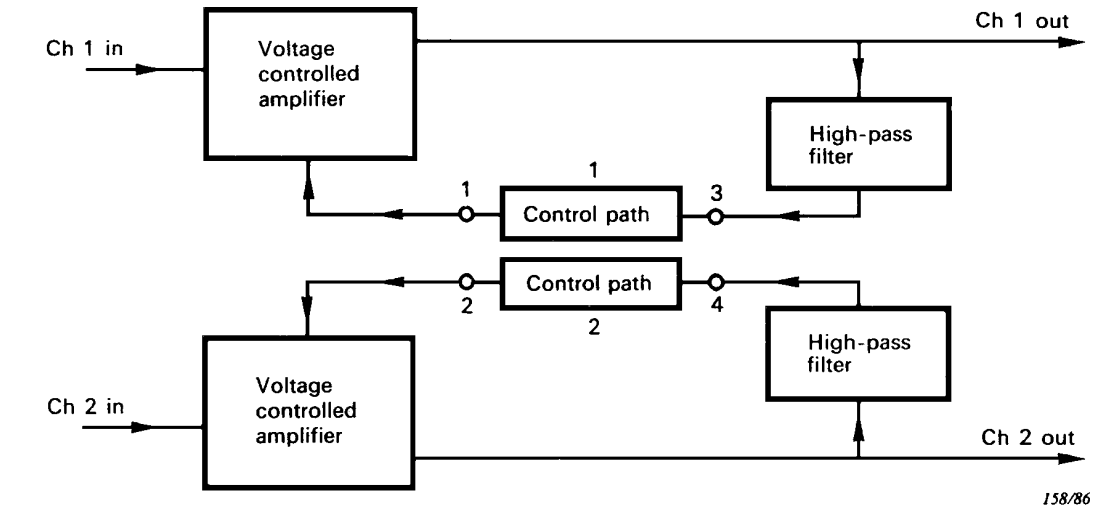 Ch 1 out
Ch 1 in
Voltage
controlled
amplifier
High-pass
filter
1
1
Control path
3
2
Control path
4
2
High-pass
filter
Voltage
controlled
amplifier
Ch 2 in
Ch 2 out
158/86